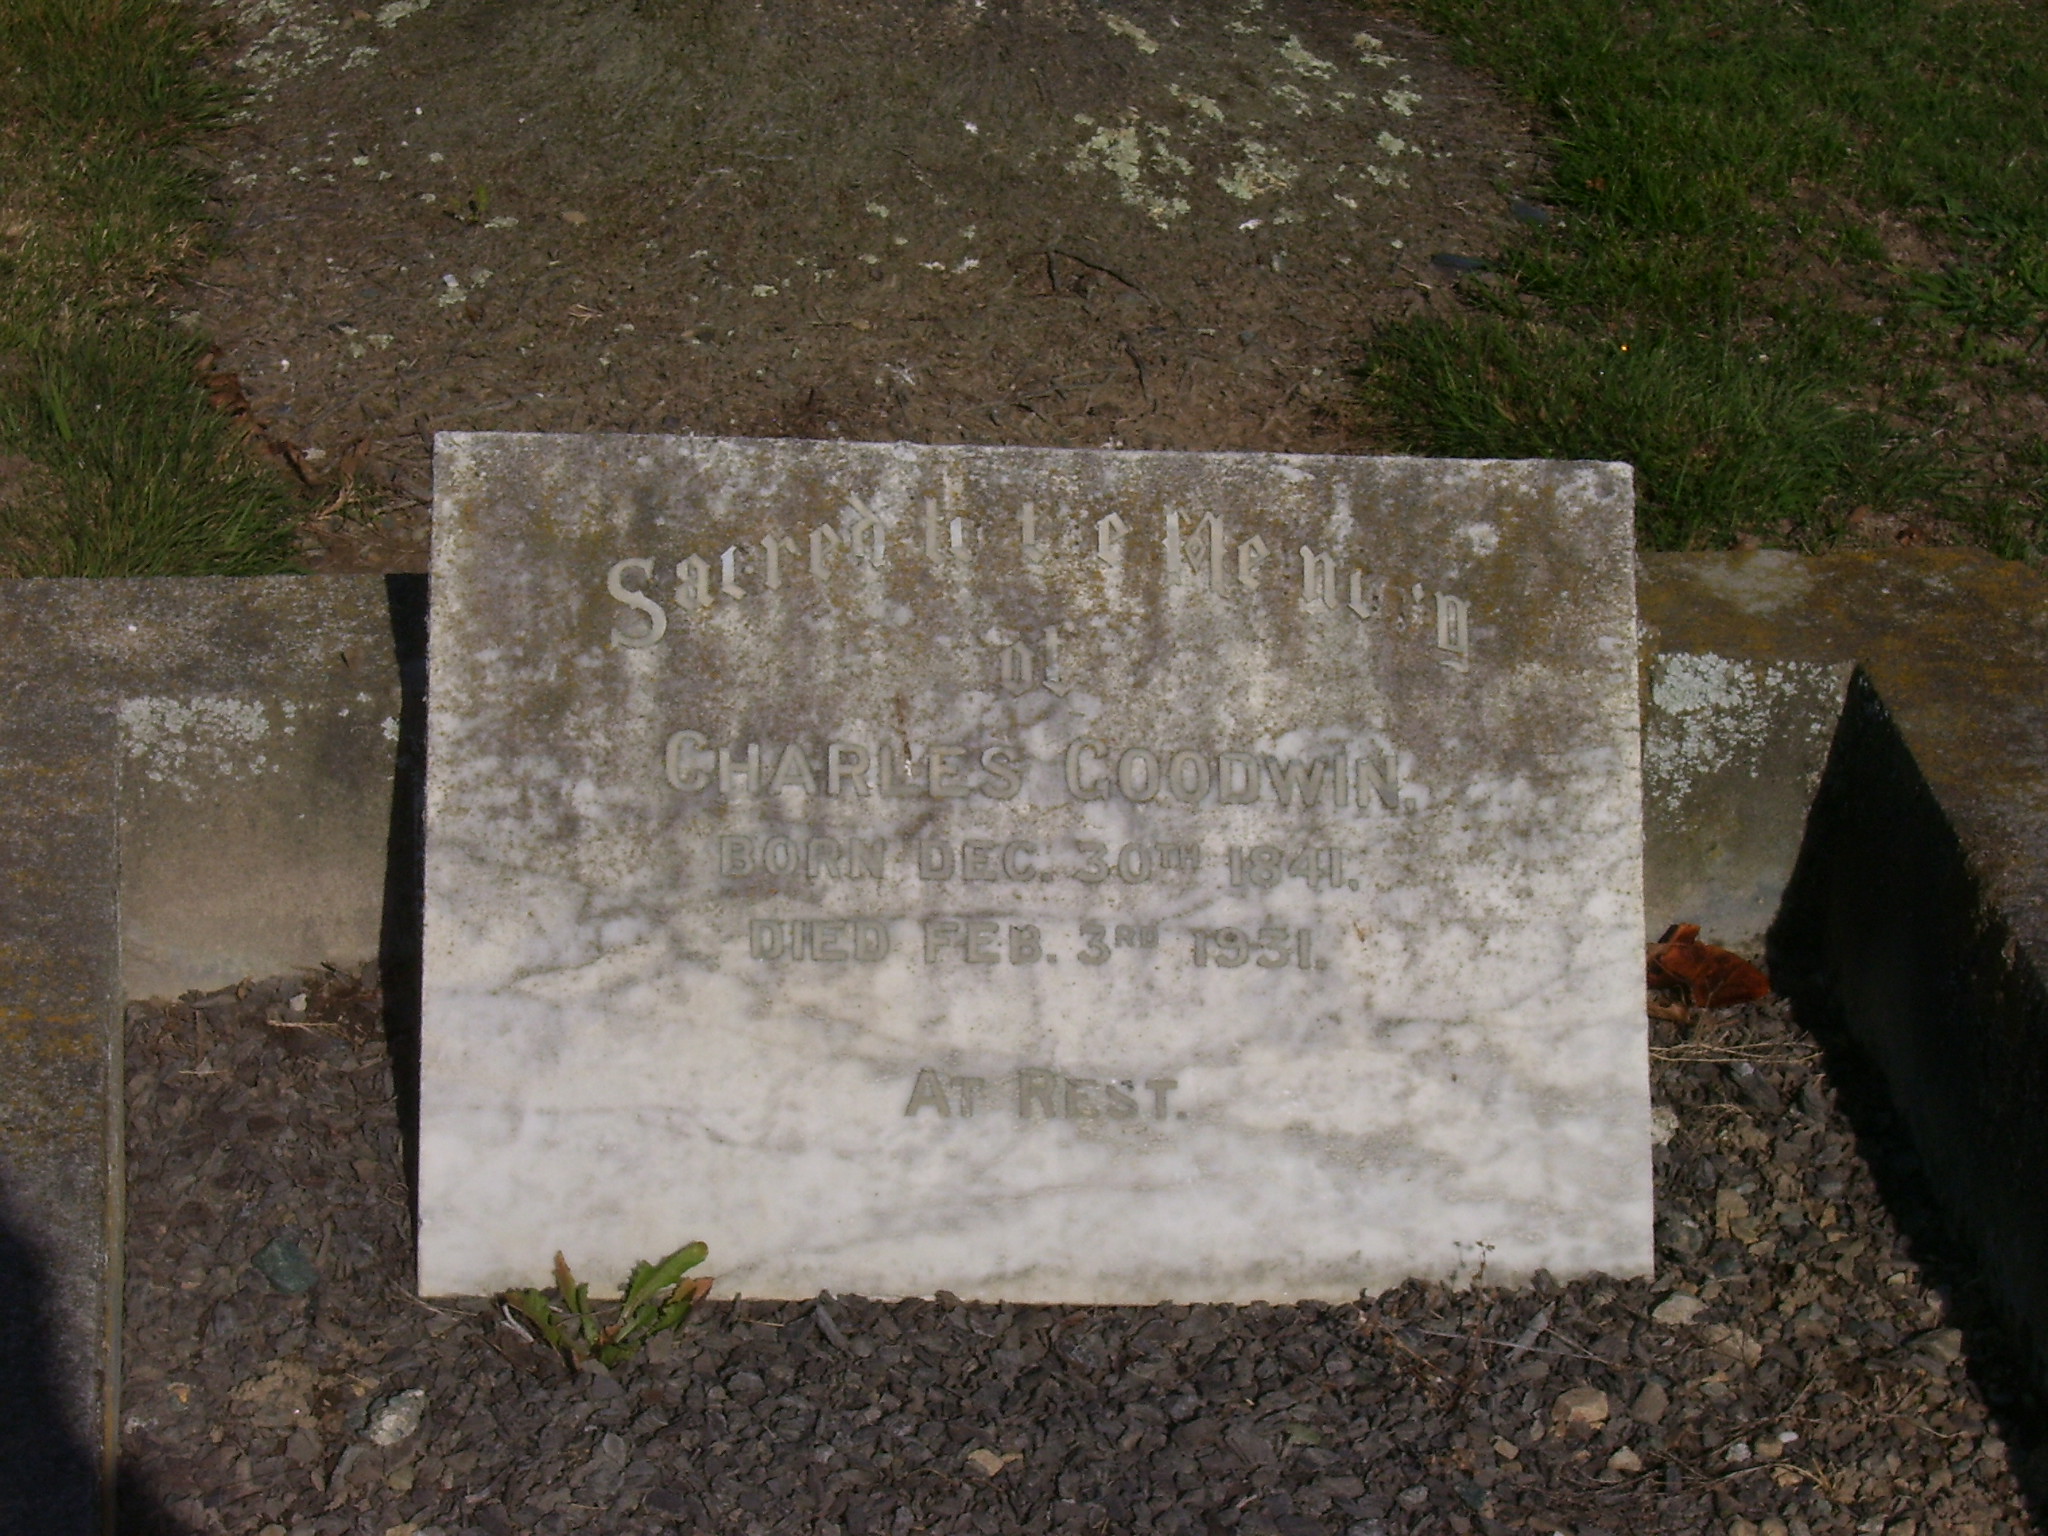 Sacred to the Memory
of
CHARLES GOODWIN.
BORN DEC. 30TH 1841.
DIED FEB. 3RD 1931.
AT REST.